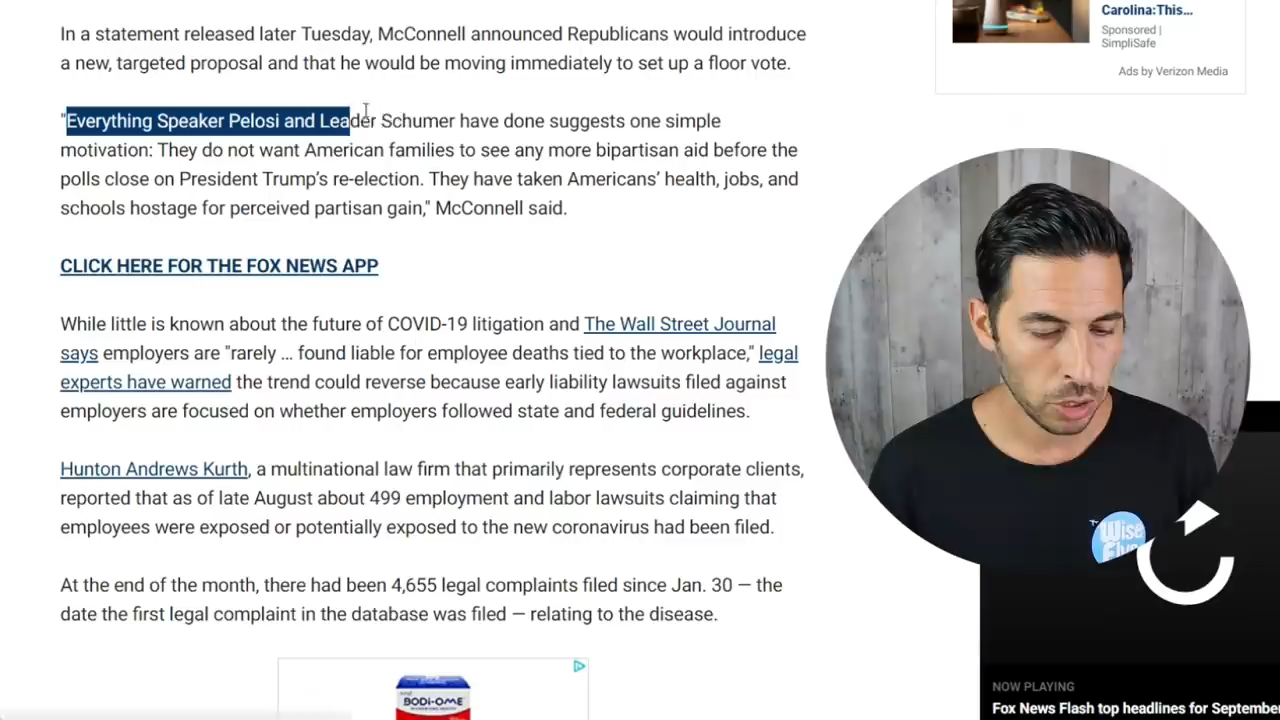 In a statement released later Tuesday, McConnell announced Republicans would introduce
a new, targeted proposal and that he would be moving immediately to set up a floor vote.
"Everything Speaker Pelosi and Leader Schumer have done suggests one simple
motivation: They do not want American families to see any more bipartisan aid before the
polls close on President Trump’s re-election. They have taken Americans’ health, jobs, and
schools hostage for perceived partisan gain," McConnell said.
CLICK HERE FOR THE FOX NEWS APP
While little is known about the future of COVID-19 litigation and The Wall Street Journal
says employers are "rarely … found liable for employee deaths tied to the workplace," legal
experts have warned the trend could reverse because early liability lawsuits filed against
employers are focused on whether employers followed state and federal guidelines.
Hunton Andrews Kurth, a multinational law firm that primarily represents corporate clients,
reported that as of late August about 499 employment and labor lawsuits claiming that
employees were exposed or potentially exposed to the new coronavirus had been filed.
At the end of the month, there had been 4,655 legal complaints filed since Jan. 30 — the
date the first legal complaint in the database was filed — relating to the disease.
BODi-OME
Carolina:This...
Sponsored |
SimpliSafe
Ads by Verizon Media
Wise
NOW PLAYING
Fox News Flash top headlines for September